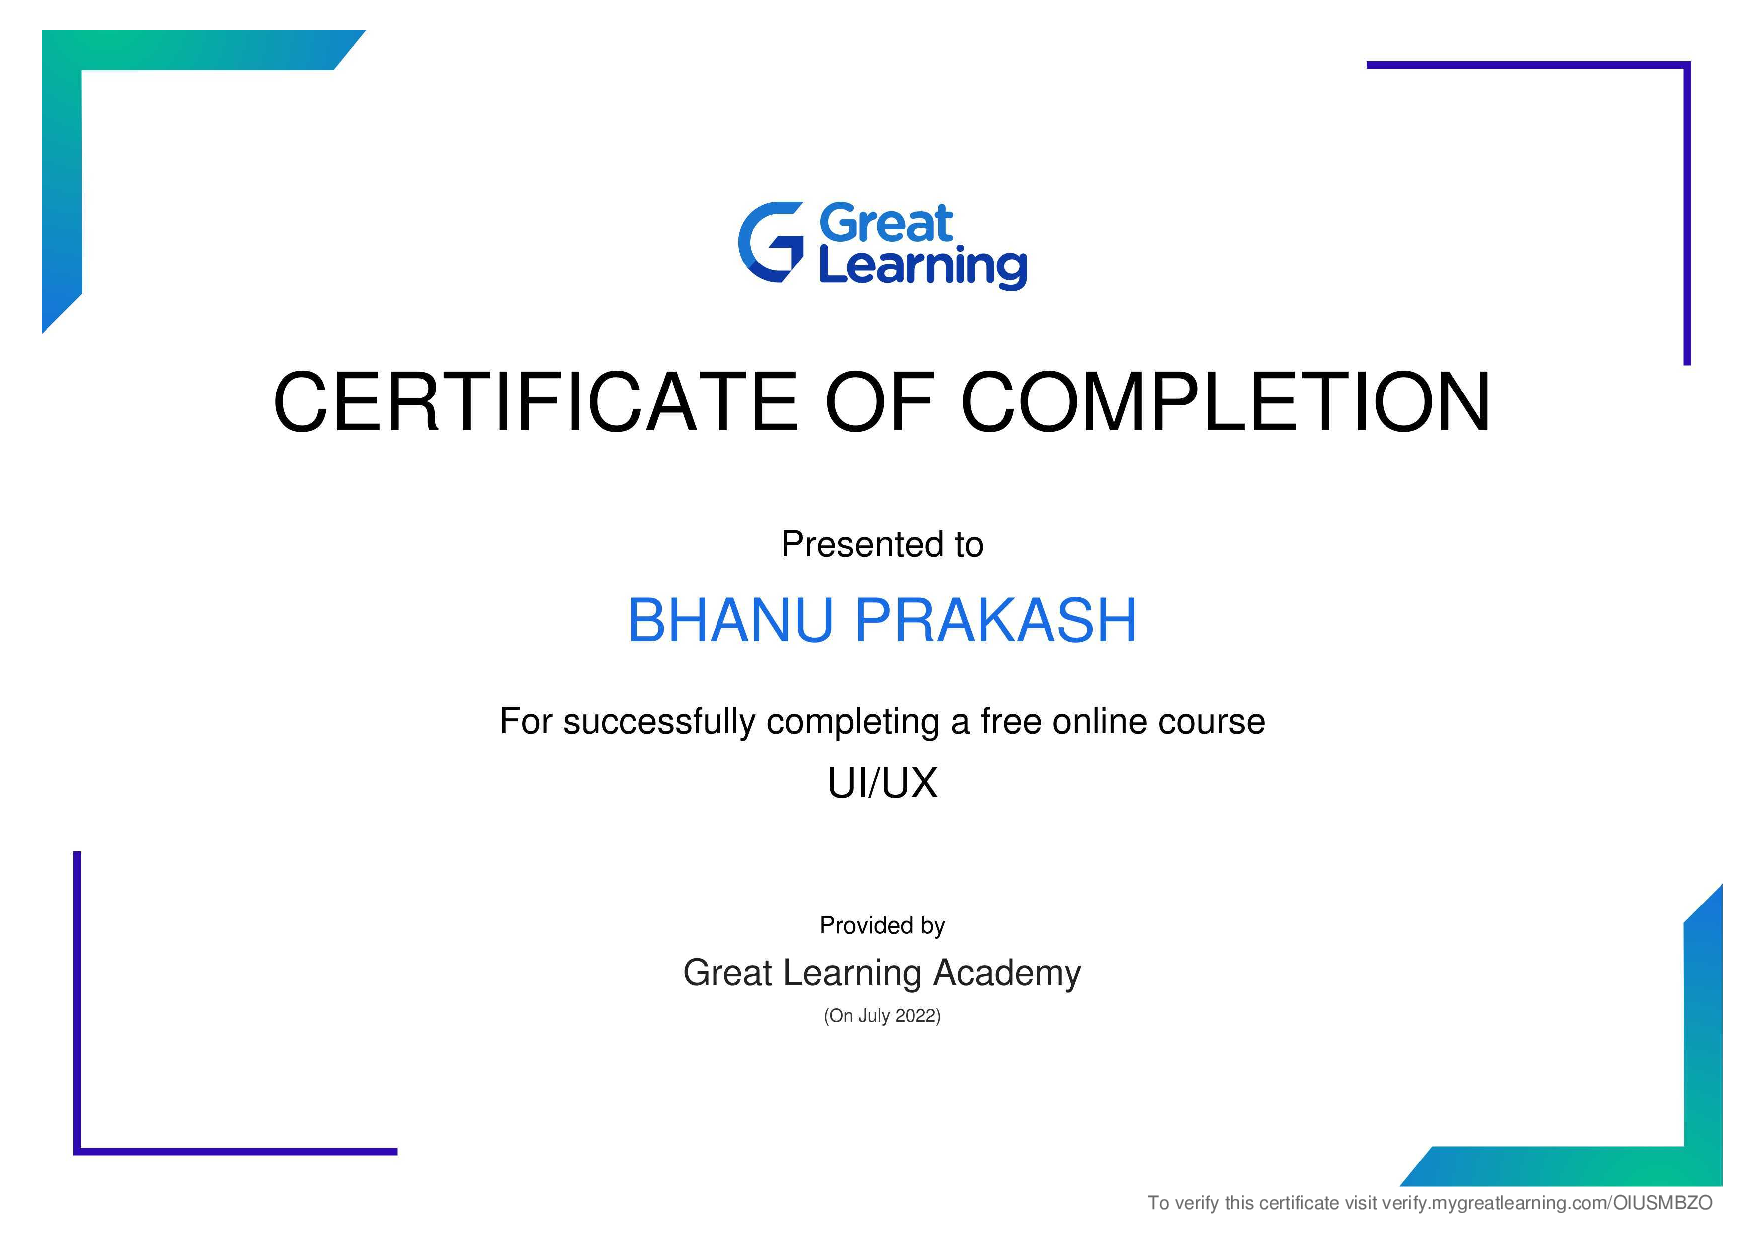 Great
Learning
CERTIFICATE OF COMPLETION
Presented to
BHANU PRAKASH
For successfully completing a free online course
UI/UX
Provided by
Great Learning Academy
(On July 2022)
To verify this certificate visit verify.mygreatlearning.com/OIUSMBZO